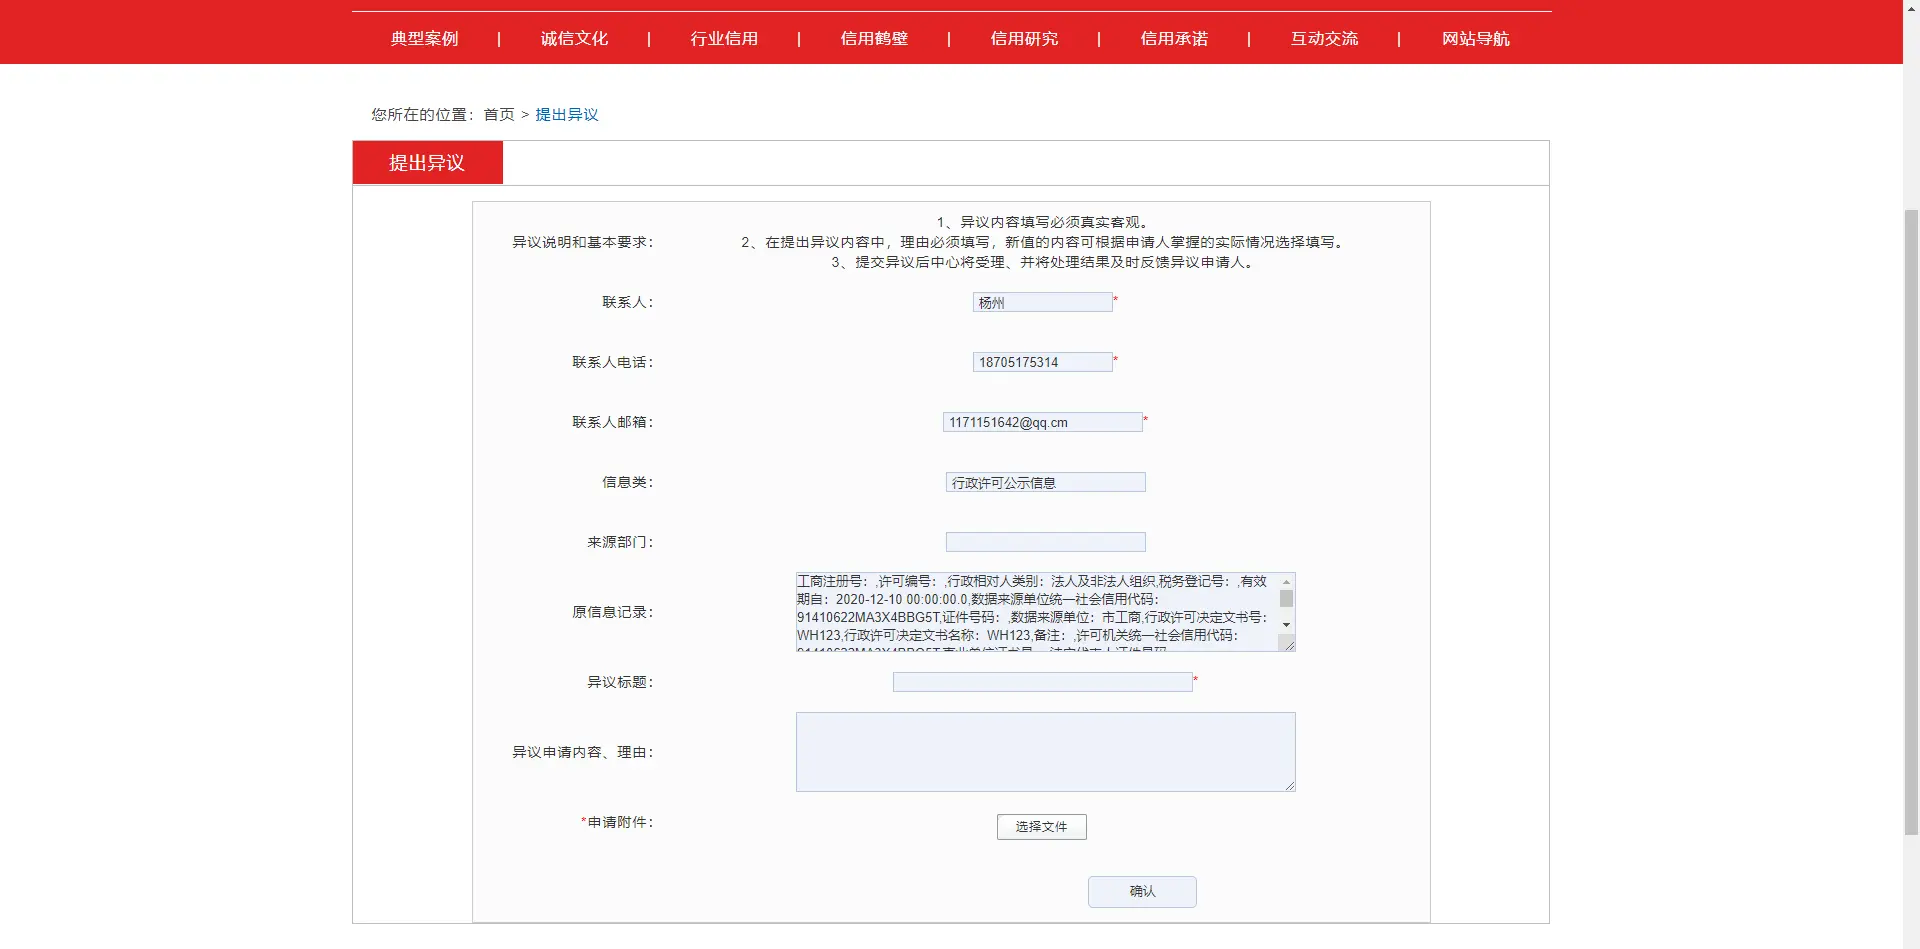 典型案例 | 诚信文化 | 行业信用 | 信用鹤壁 | 信用研究 | 信用承诺 | 互动交流 | 网站导航
您所在的位置：首页 > 提出异议
提出异议
异议说明和基本要求：
1、异议内容填写必须真实客观。
2、在提出异议内容中，理由必须填写，新值的内容可根据申请人掌握的实际情况选择填写。
3、提交异议后中心将受理、并将处理结果及时反馈异议申请人。
联系人： 杨州*
联系人电话： 18705175314*
联系人邮箱： 1171151642@qq.cm*
信息类： 行政许可公示信息
来源部门：
原信息记录：
工商注册号：,许可编号：,行政相对人类别：法人及非法人组织,税务登记号：,有效
期自：2020-12-10 00:00:00.0,数据来源单位统一社会信用代码：
91410622MA3X4BBG5T,证件号码：,数据来源单位：市工商,行政许可决定文书号：
WH123,行政许可决定文书名称：WH123,备注：,许可机关统一社会信用代码：
异议标题： *
异议申请内容、理由：
*申请附件： 选择文件
确认